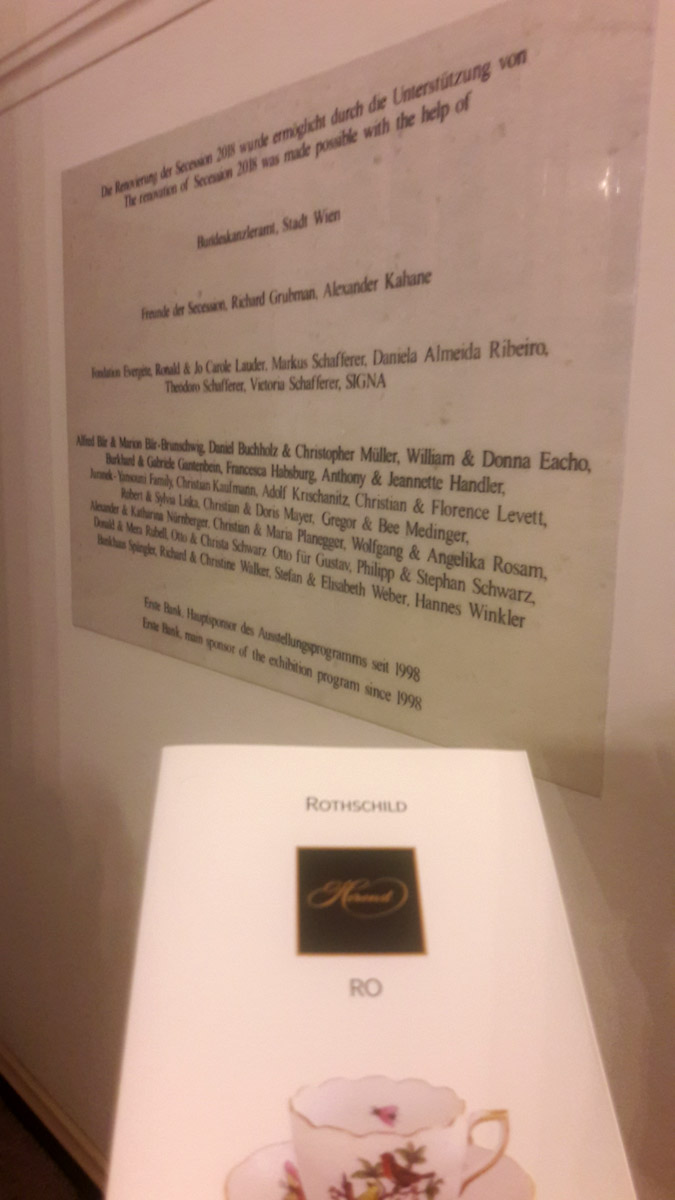 Die Renovierung der Secession 2018 wurde ermöglicht durch die Unterstützung von
The renovation of Secession 2018 was made possible with the help of
Bundeskanzleramt, Stadt Wien
Freunde der Secession, Richard Grubman, Alexander Kahane
Fondation Evergète, Ronald & Jo Carole Lauder, Markus Schafferer, Daniela Almeida Ribeiro,
Theodoro Schafferer, Victoria Schafferer, SIGNA
Alfred Bär & Marion Bär-Brunschwig, Daniel Buchholz & Christopher Müller, William & Donna Eacho,
Burkhard & Gabriele Gantenbein, Francesca Habsburg, Anthony & Jeannette Handler,
Juranek-Yamouni Family, Christian Kaufmann, Adolf Krischanitz, Christian & Florence Levett,
Robert & Sylvia Liska, Christian & Doris Mayer, Gregor & Bee Medinger,
Alexander & Katharina Nürnberger, Christian & Maria Planegger, Wolfgang & Angelika Rosam,
Donald & Mera Rubell, Otto & Christa Schwarz Otto für Gustav, Philipp & Stephan Schwarz,
Spingler, Richard & Christine Walker, Stefan & Elisabeth Weber, Hannes Winkler
Erste Bank, Hauptsponsor des Ausstellungsprogramms seit 1998
Erste Bank, main sponsor of the exhibition program since 1998
ROTHSCHILD
Herend
RO